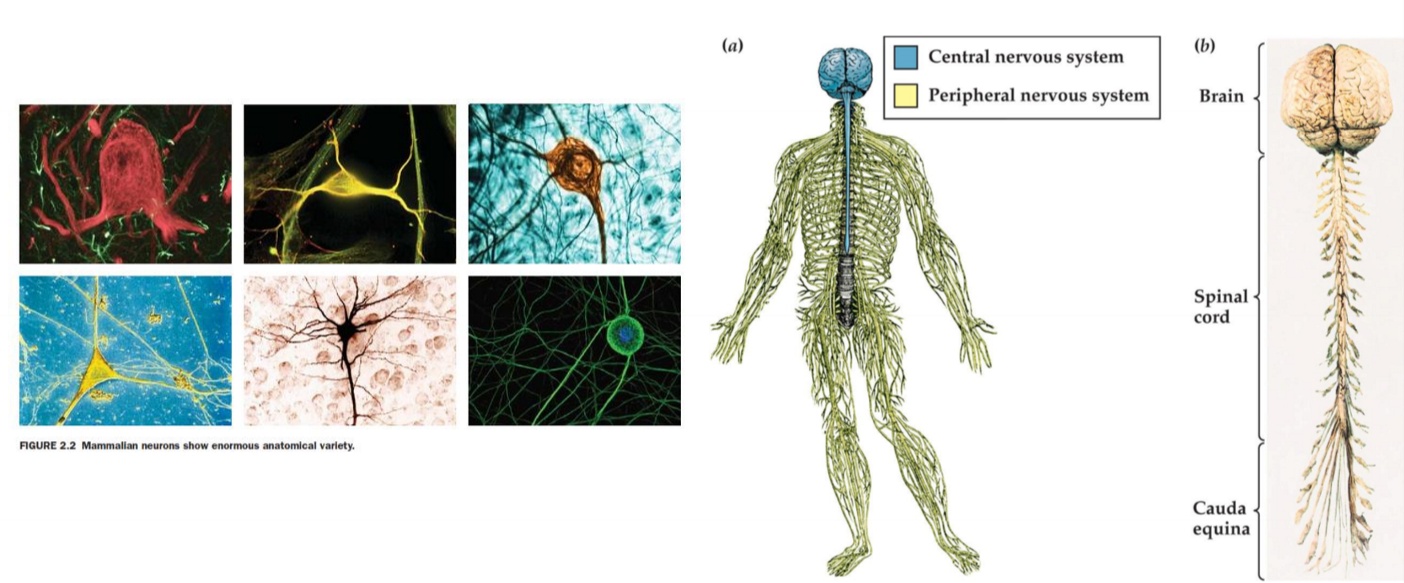 FIGURE 2.2 Mammalian neurons show enormous anatomical variety.
(a)
Central nervous system
Peripheral nervous system
(b)
Brain
Spinal
cord
Cauda
equina